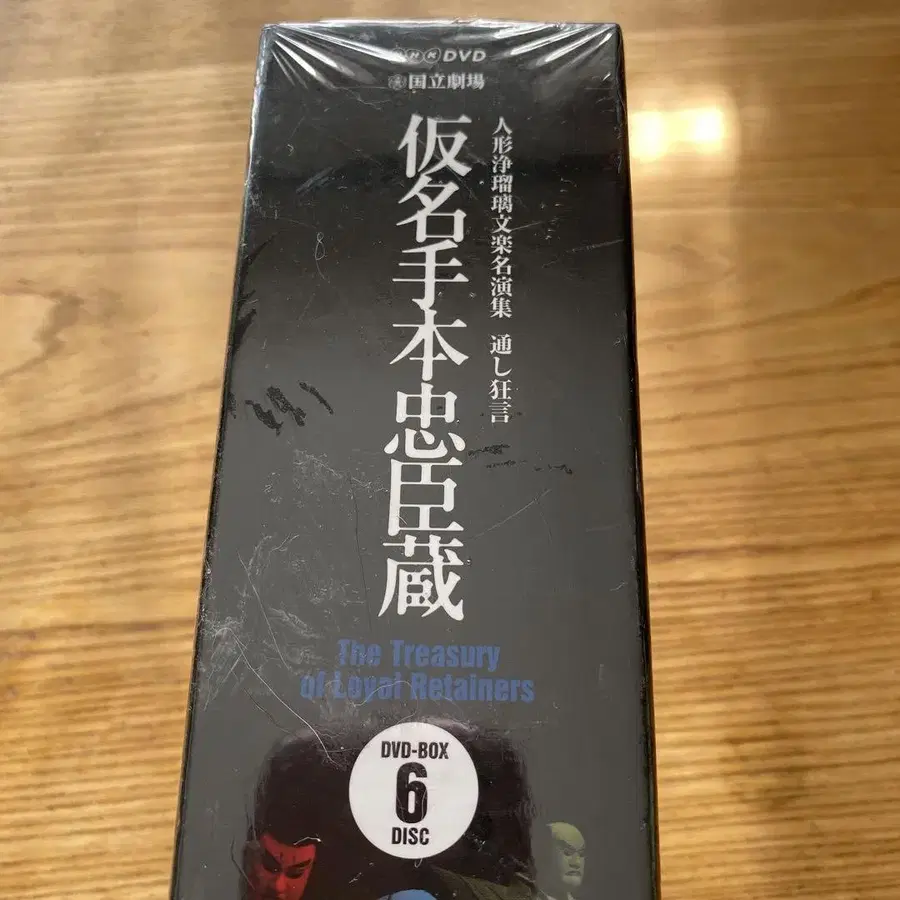 NHK DVD
国立劇場
人形浄瑠璃文楽名演集 通し狂言
仮名手本忠臣蔵
The Treasury
of Loyal Retainers
DVD-BOX
6
DISC